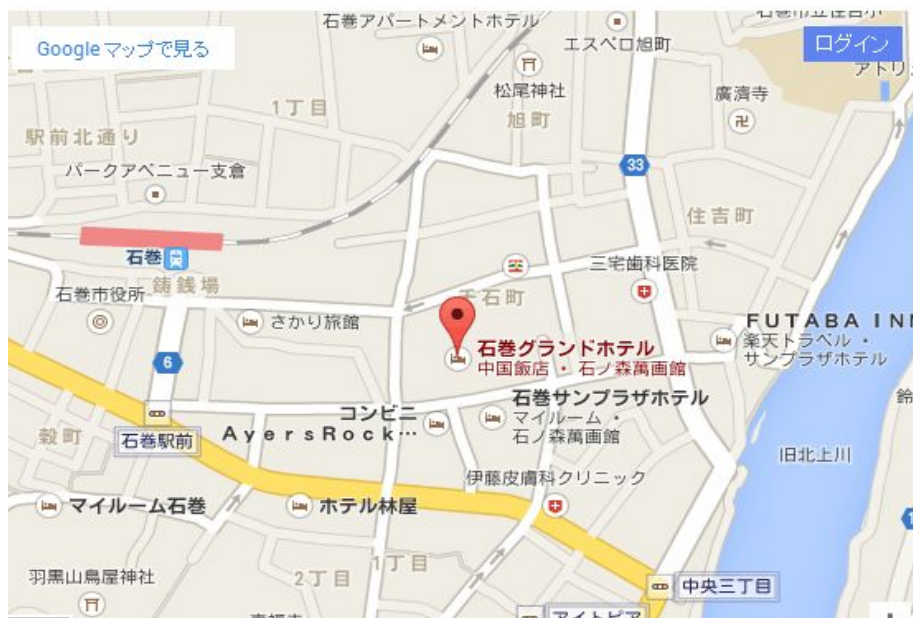 石巻アパートメントホテル
Google マップで見る
ログイン
エスペロ旭町
アトリ
松尾神社
廣濟寺
1丁目
旭町
駅前北通り
パークアベニュー支倉
33
住吉町
石巻
三宅歯科医院
鋳銭場
石巻市役所
千石町
さかり旅館
FUTABA INN
楽天トラベル・
サンプラザホテル
石巻グランドホテル
中国飯店 ・ 石ノ森萬画館
6
石巻サンプラザホテル
マイルーム ・
石ノ森萬画館
コンビニ
AyersRock…
石巻駅前
穀町
旧北上川
伊藤皮膚科クリニック
マイルーム石巻
ホテル林屋
1丁目
2丁目
羽黒山鳥屋神社
中央三丁目
アイトピア